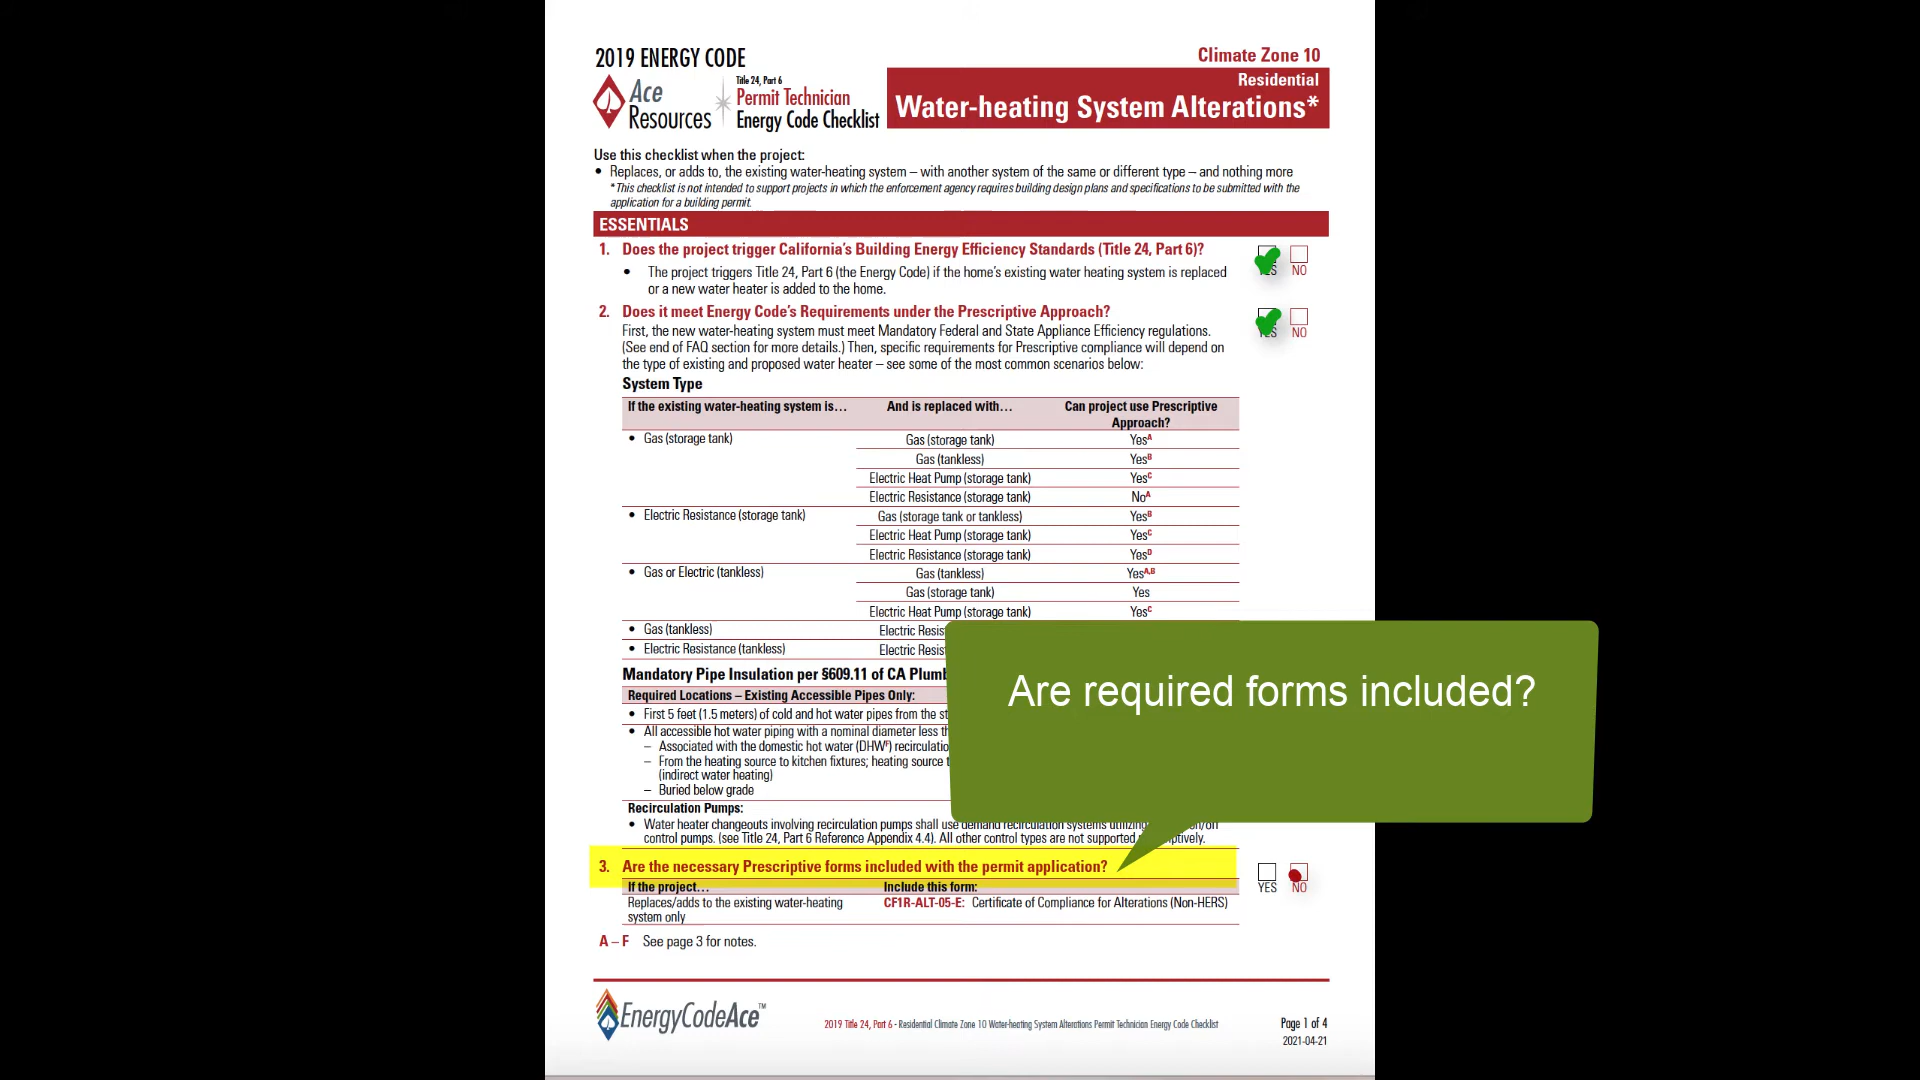 2019 ENERGY CODE
Climate Zone 10
Ace
Resources
Title 24, Part 6
Permit Technician
Energy Code Checklist
Residential
Water-heating System Alterations*
Use this checklist when the project:
• Replaces, or adds to, the existing water-heating system – with another system of the same or different type – and nothing more
*This checklist is not intended to support projects in which the enforcement agency requires building design plans and specifications to be submitted with the
application for a building permit.
ESSENTIALS
1. Does the project trigger California's Building Energy Efficiency Standards (Title 24, Part 6)?
NO
• The project triggers Title 24, Part 6 (the Energy Code) if the home's existing water heating system is replaced
or a new water heater is added to the home.
2. Does it meet Energy Code's Requirements under the Prescriptive Approach?
NO
First, the new water-heating system must meet Mandatory Federal and State Appliance Efficiency regulations.
(See end of FAQ section for more details.) Then, specific requirements for Prescriptive compliance will depend on
the type of existing and proposed water heater – see some of the most common scenarios below:
System Type
If the existing water-heating system is… And is replaced with… Can project use Prescriptive
Approach?
• Gas (storage tank) Gas (storage tank) YesA
Gas (tankless) YesB
Electric Heat Pump (storage tank) YesC
Electric Resistance (storage tank) NoA
• Electric Resistance (storage tank) Gas (storage tank or tankless) YesB
Electric Heat Pump (storage tank) YesC
Electric Resistance (storage tank) YesD
• Gas or Electric (tankless) Gas (tankless) YesA,B
Gas (storage tank) Yes
Electric Heat Pump (storage tank) YesC
• Gas (tankless) Electric
• Electric Resistance (tankless) Electric
Mandatory Pipe Insulation per §609.11 of CA
Required Locations – Existing Accessible Pipes Only:
• First 5 feet (1.5 meters) of cold and hot water pipes from the
• All accessible hot water piping with a nominal diameter less
– Associated with the domestic hot water (DHWF)
– From the heating source to kitchen fixtures; heating source
(indirect water heating)
– Buried below grade
Recirculation Pumps:
• Water heater changeouts involving recirculation pumps shall use demand recirculation systems utilizing
control pumps. (see Title 24, Part 6 Reference Appendix 4.4). All other control types are not supported
Are required forms included?
3. Are the necessary Prescriptive forms included with the permit application?
YES NO
If the project… Include this form:
Replaces/adds to the existing water-heating CF1R-ALT-05-E: Certificate of Compliance for Alterations (Non-HERS)
system only
A – F See page 3 for notes.
EnergyCodeAce™
2019 Title 24, Part 6 - Residential Climate Zone 10 Water-heating System Alterations Permit Technician Energy Code Checklist
Page 1 of 4
2021-04-21